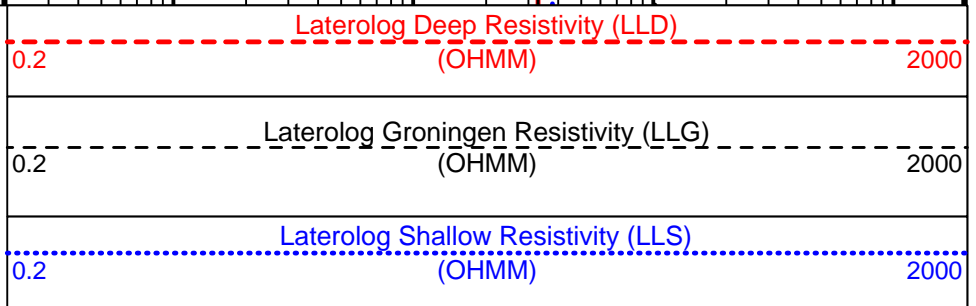 Laterolog Deep Resistivity (LLD)
0.2 (OHMM) 2000
Laterolog Groningen Resistivity (LLG)
0.2 (OHMM) 2000
Laterolog Shallow Resistivity (LLS)
0.2 (OHMM) 2000